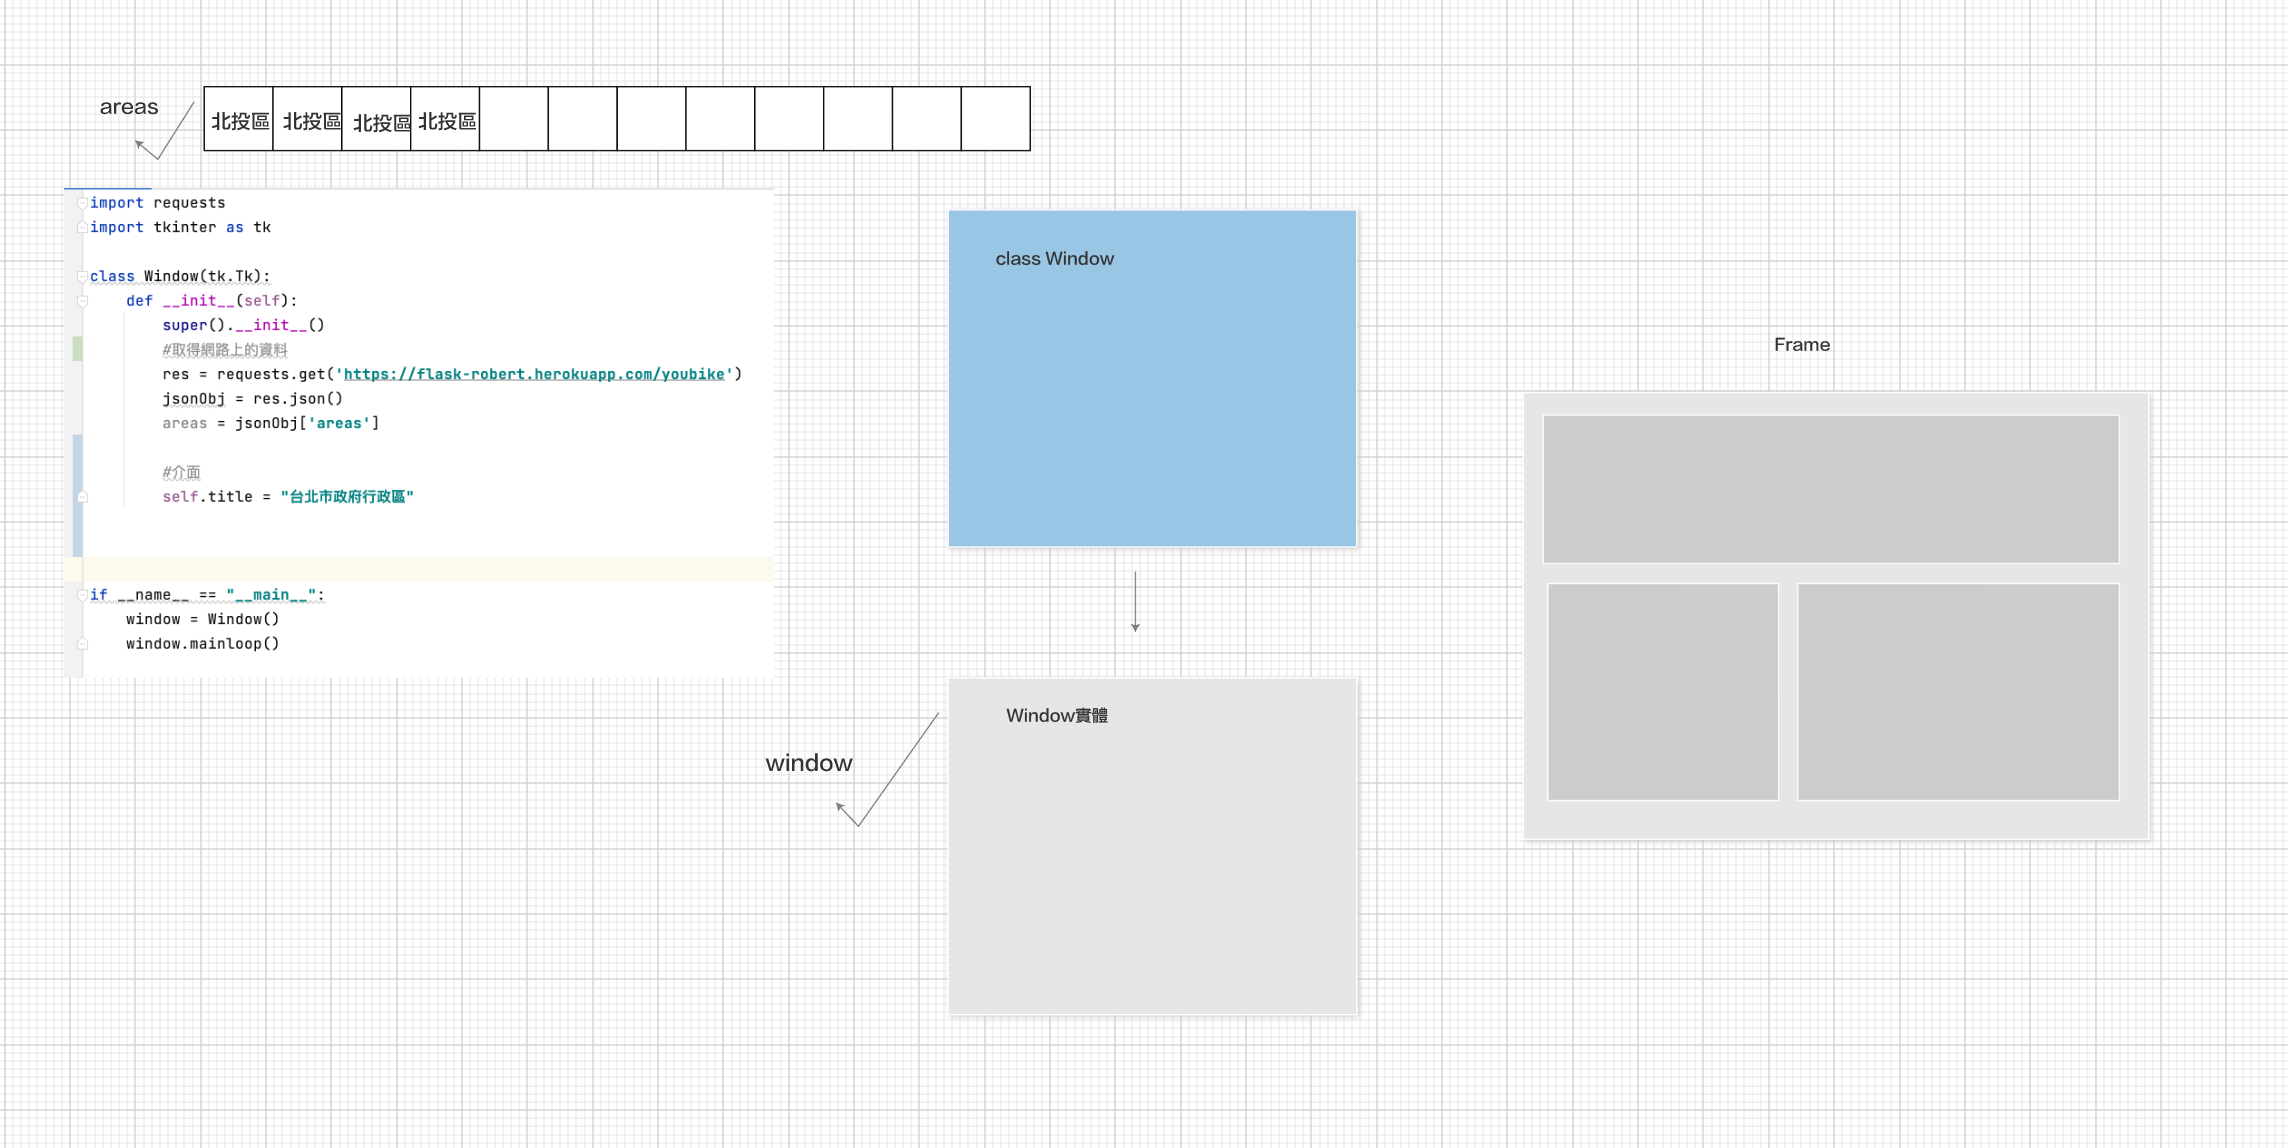 areas
北投區 北投區 北投區 北投區
import requests
import tkinter as tk
class Window(tk.Tk):
def __init__(self):
super().__init__()
#取得網路上的資料
res = requests.get('https://flask-robert.herokuapp.com/youbike')
jsonObj = res.json()
areas = jsonObj['areas']
#介面
self.title = "台北市政府行政區"
if __name__ == "__main__":
window = Window()
window.mainloop()
class Window
window
Window實體
Frame